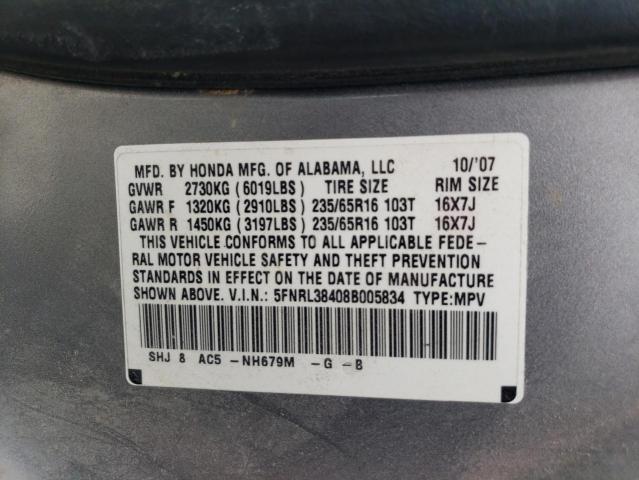 MFD. BY HONDA MFG. OF ALABAMA, LLC 10/'07
GVWR 2730KG (6019LBS) TIRE SIZE RIM SIZE
GAWR F 1320KG (2910LBS) 235/65R16 103T 16X7J
GAWR R 1450KG (3197LBS) 235/65R16 103T 16X7J
THIS VEHICLE CONFORMS TO ALL APPLICABLE FEDE-
RAL MOTOR VEHICLE SAFETY AND THEFT PREVENTION
STANDARDS IN EFFECT ON THE DATE OF MANUFACTURE
SHOWN ABOVE. V.I.N.: 5FNRL38408B005834 TYPE:MPV
SHJ 8 AC5 -NH679M -G -B